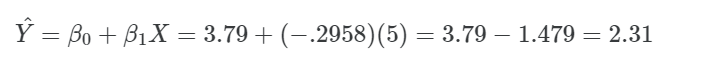 Ŷ = β₀ + β₁X = 3.79 + (−.2958)(5) = 3.79 − 1.479 = 2.31